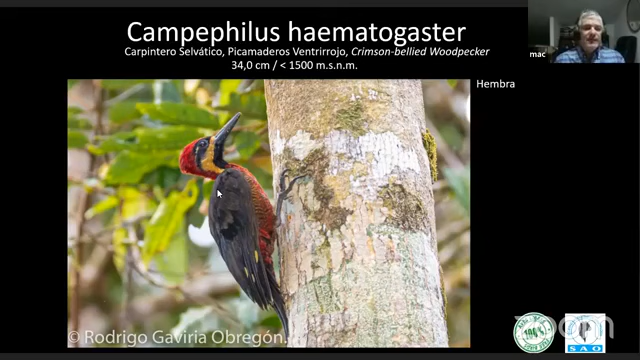 Campephilus haematogaster
Carpintero Selvático, Picamaderos Ventrirrojo, Crimson-bellied Woodpecker
34,0 cm / < 1500 m.s.n.m.
mac
Hembra
© Rodrigo Gaviria Obregón.
zoom
SAO